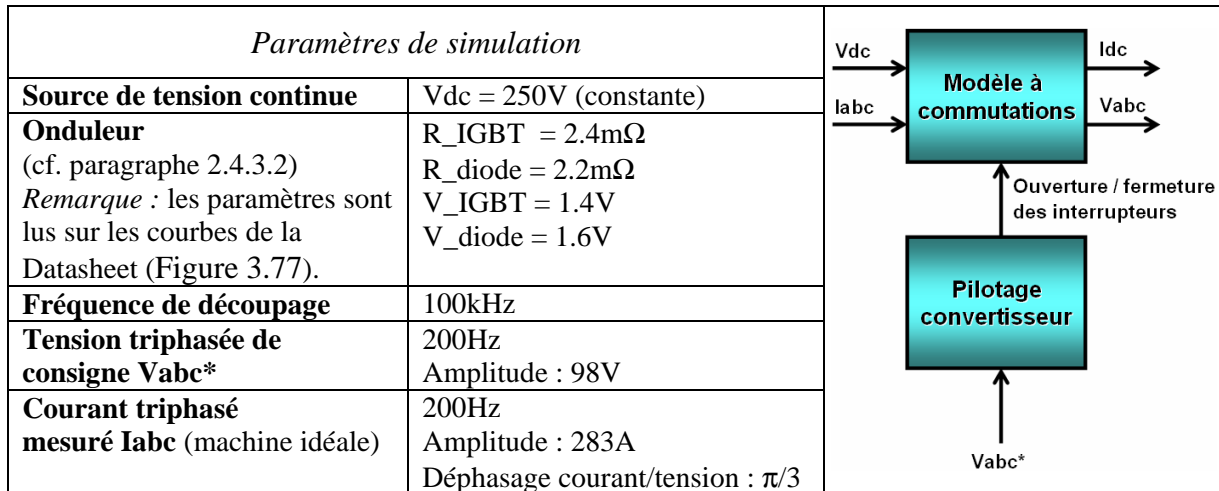 Paramètres de simulation
Source de tension continue
Vdc = 250V (constante)
Onduleur
(cf. paragraphe 2.4.3.2)
Remarque : les paramètres sont
lus sur les courbes de la
Datasheet (Figure 3.77).
R_IGBT = 2.4mΩ
R_diode = 2.2mΩ
V_IGBT = 1.4V
V_diode = 1.6V
Fréquence de découpage
100kHz
Tension triphasée de
consigne Vabc*
200Hz
Amplitude : 98V
Courant triphasé
mesuré Iabc (machine idéale)
200Hz
Amplitude : 283A
Déphasage courant/tension : π/3
Vdc
Iabc
Modèle à
commutations
Idc
Vabc
Ouverture / fermeture
des interrupteurs
Pilotage
convertisseur
Vabc*